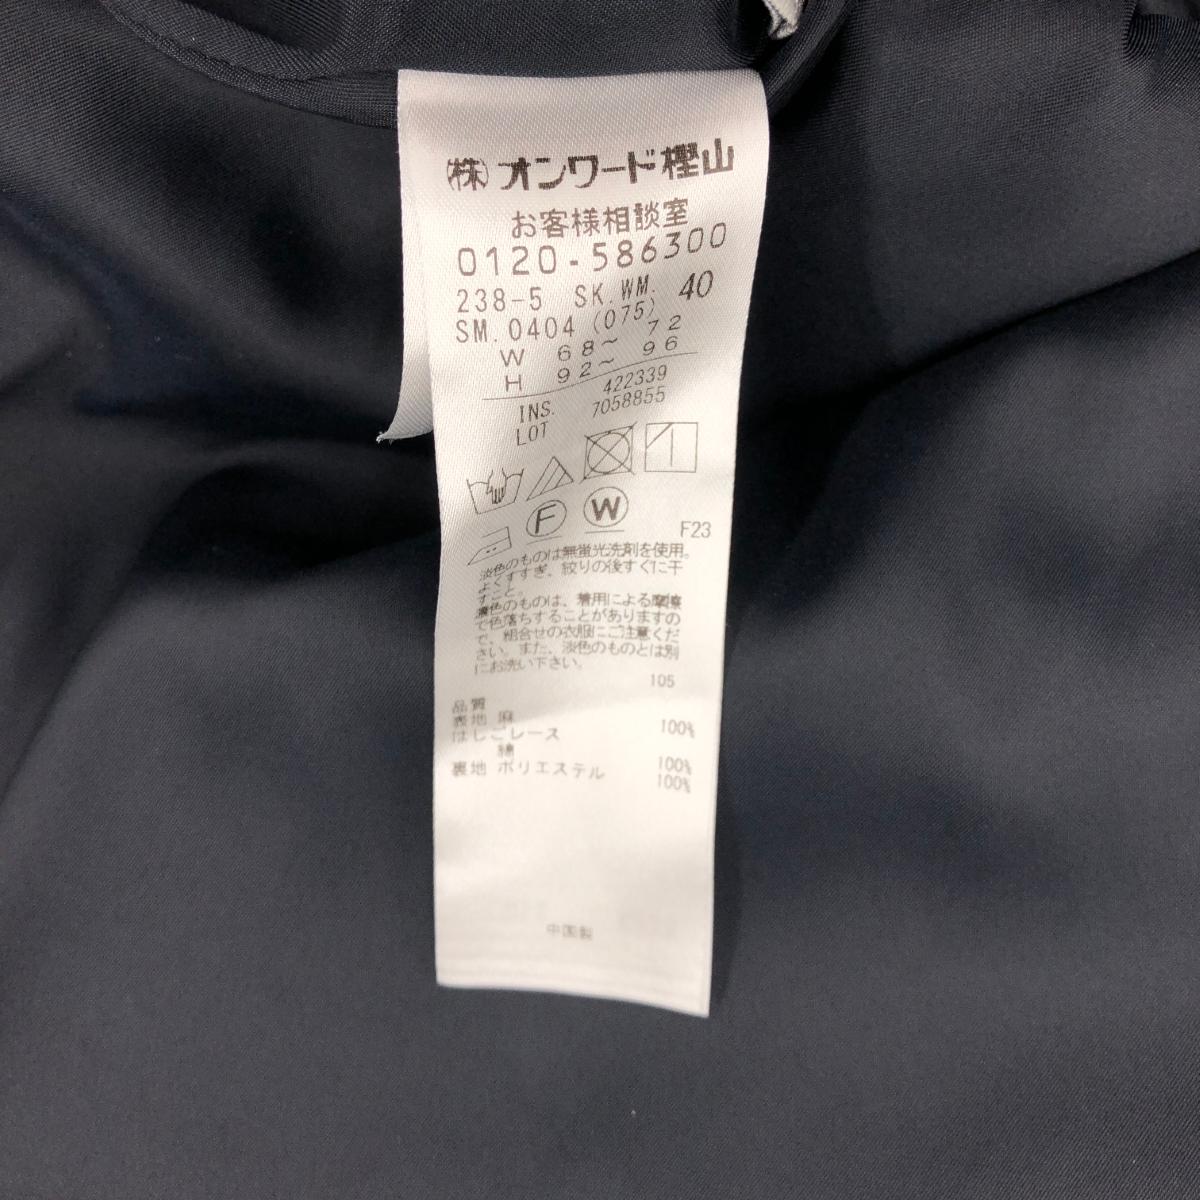 ㈱オンワード樫山
お客様相談室
0120-586300
238-5 SK.WM. 40
SM.0404 (075)
W 68～ 72
H 92～ 96
INS. 422339
LOT 7058855
F W
F23
淡色のものは無蛍光洗剤を使用。
よくすすぎ、絞りの後すぐに干
すこと。
濃色のものは、着用による摩擦
で色落ちすることがありますの
で、組合せの衣服にご注意くだ
さい。また、淡色のものとは別
にお洗い下さい。
105
品質
表地 麻 100%
はしごレース
綿 100%
裏地 ポリエステル 100%
中国製